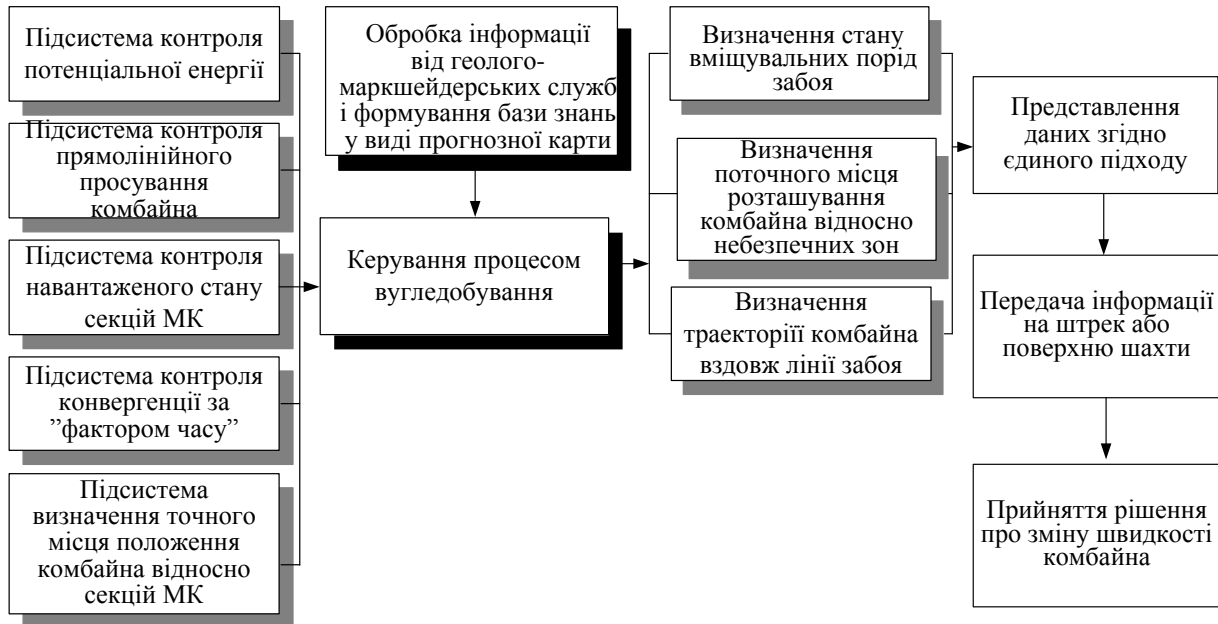 Підсистема контроля
потенціальної енергії
Підсистема контроля
прямолінійного
просування
комбайна
Підсистема контроля
навантаженого стану
секцій МК
Підсистема контроля
конвергенції за
”фактором часу”
Підсистема
визначення точного
місця положення
комбайна відносно
секцій МК
Обробка інформації
від геолого-
маркшейдерських служб
і формування бази знань
у виді прогнозної карти
Керування процесом
вугледобування
Визначення стану
вміщувальних порід
забоя
Визначення
поточного місця
розташування
комбайна відносно
небезпечних зон
Визначення
траекторіїї комбайна
вздовж лінії забоя
Представлення
даних згідно
єдиного підходу
Передача інформації
на штрек або
поверхню шахти
Прийняття рішення
про зміну швидкості
комбайна